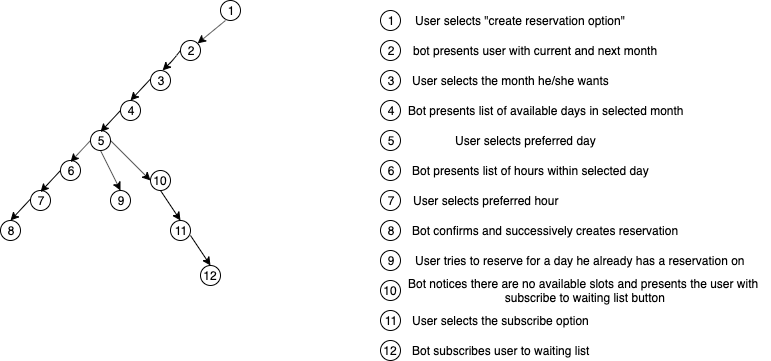 1
2
3
4
5
6
7
8
9
10
11
12
1 User selects "create reservation option"
2 bot presents user with current and next month
3 User selects the month he/she wants
4 Bot presents list of available days in selected month
5 User selects preferred day
6 Bot presents list of hours within selected day
7 User selects preferred hour
8 Bot confirms and successively creates reservation
9 User tries to reserve for a day he already has a reservation on
10 Bot notices there are no available slots and presents the user with
subscribe to waiting list button
11 User selects the subscribe option
12 Bot subscribes user to waiting list